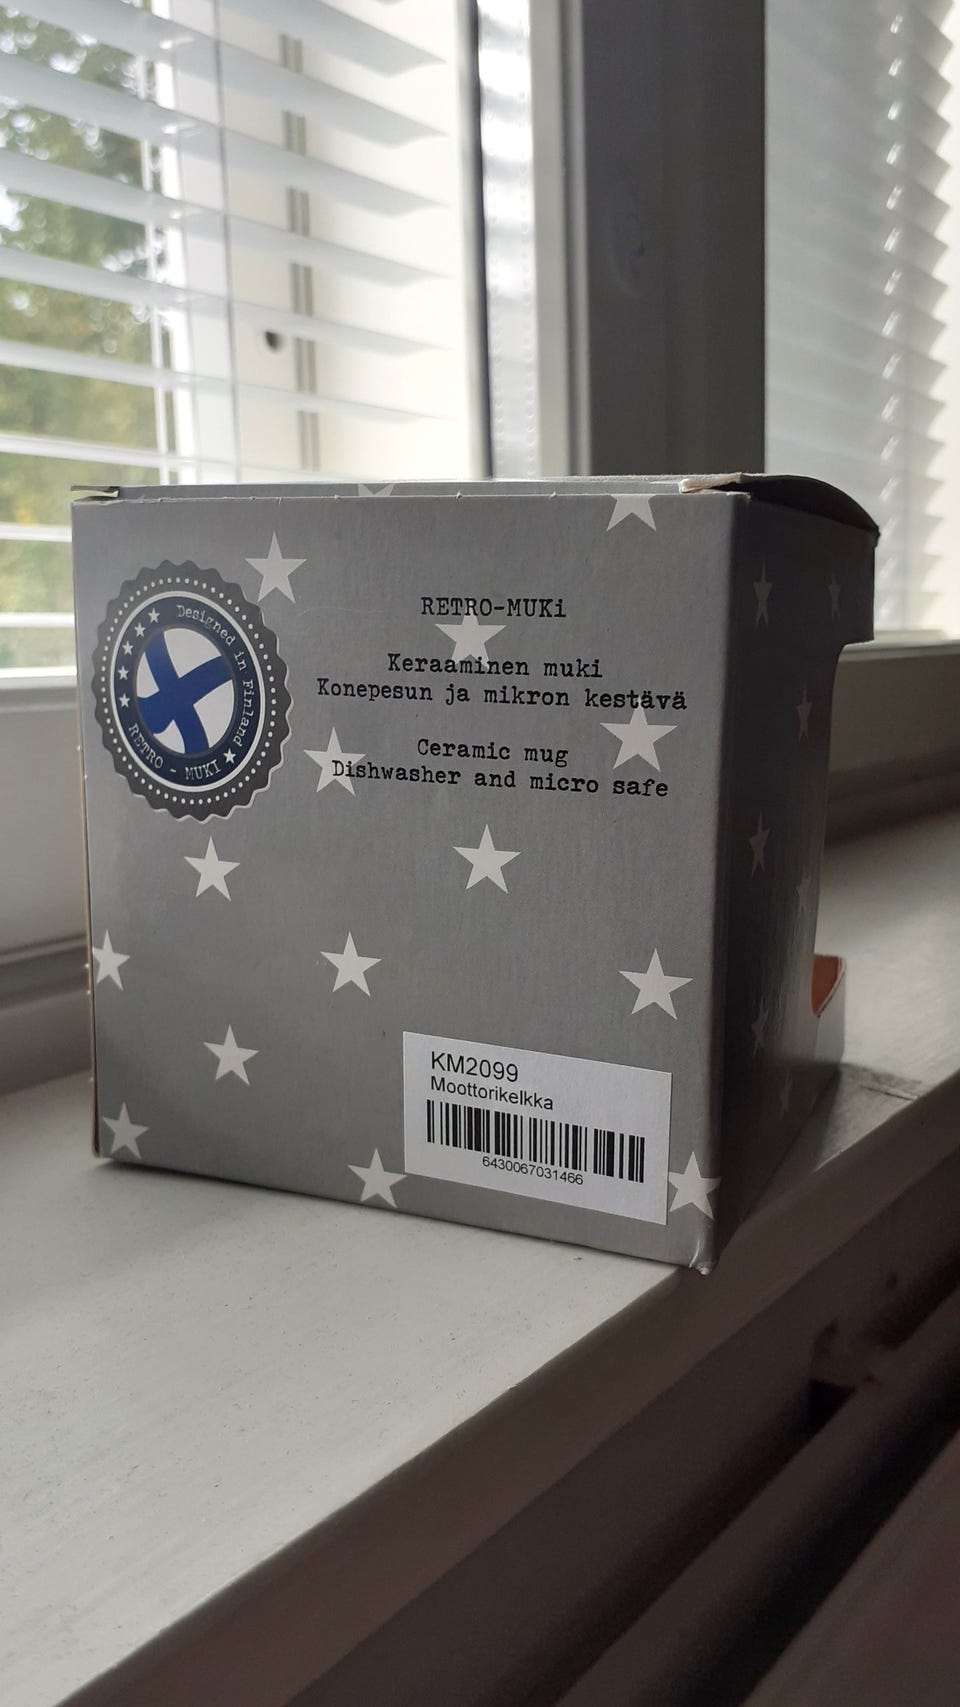 Designed in Finland
RETRO - MUKI
RETRO-MUKi
Keraaminen muki
Konepesun ja mikron kestävä
Ceramic mug
Dishwasher and micro safe
KM2099
Moottorikelkka
6430067031466